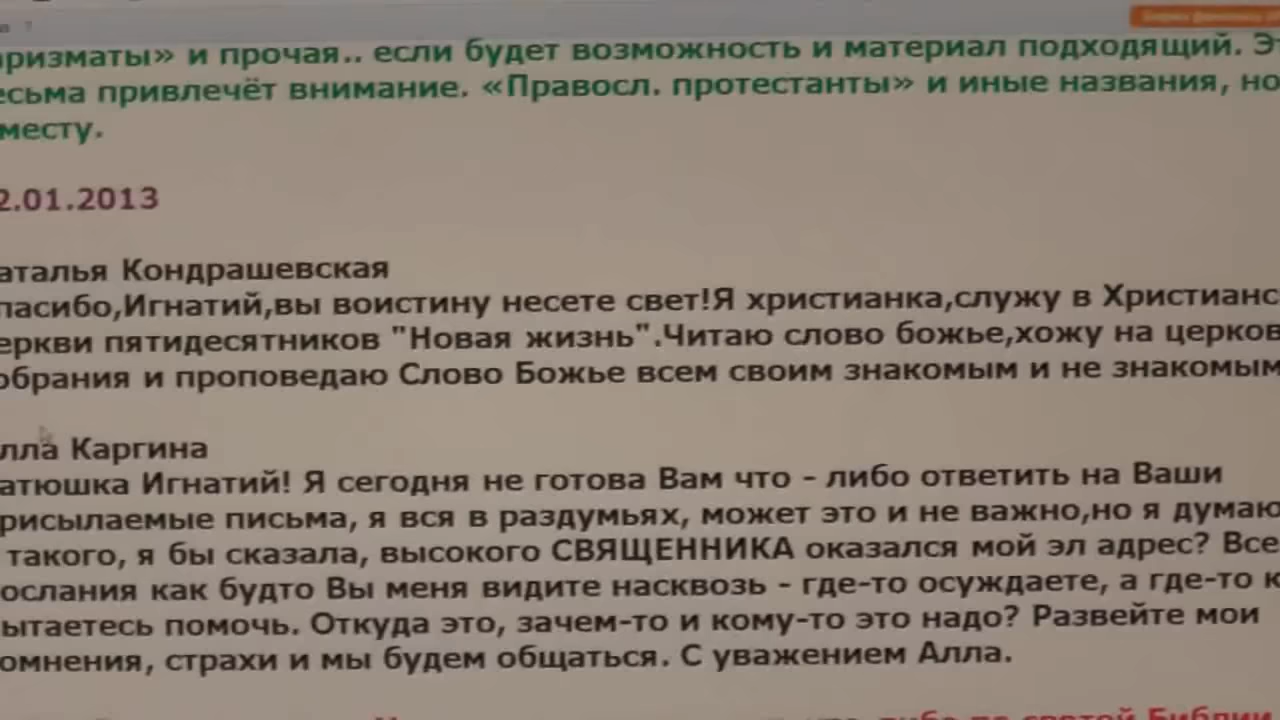 аризматы» и прочая.. если будет возможность и материал подходящий. Э
есьма привлечёт внимание. «Правосл. протестанты» и иные названия, но
месту.
2.01.2013
аталья Кондрашевская
пасибо,Игнатий,вы воистину несете свет!Я христианка,служу в Христианс
еркви пятидесятников "Новая жизнь".Читаю слово божье,хожу на церков
обрания и проповедаю Слово Божье всем своим знакомым и не знакомым
лла Каргина
атюшка Игнатий! Я сегодня не готова Вам что - либо ответить на Ваши
рисылаемые письма, я вся в раздумьях, может это и не важно,но я думаю
такого, я бы сказала, высокого СВЯЩЕННИКА оказался мой эл адрес? Все
ослания как будто Вы меня видите насквозь - где-то осуждаете, а где-то к
ытаетесь помочь. Откуда это, зачем-то и кому-то это надо? Развейте мои
омнения, страхи и мы будем общаться. С уважением Алла.